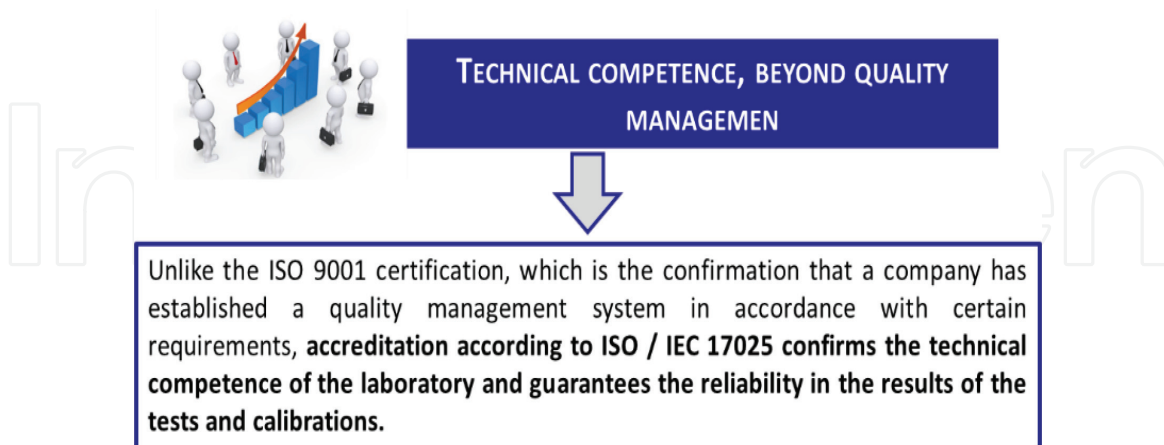 TECHNICAL COMPETENCE, BEYOND QUALITY
MANAGEMEN
Unlike the ISO 9001 certification, which is the confirmation that a company has
established a quality management system in accordance with certain
requirements, accreditation according to ISO / IEC 17025 confirms the technical
competence of the laboratory and guarantees the reliability in the results of the
tests and calibrations.